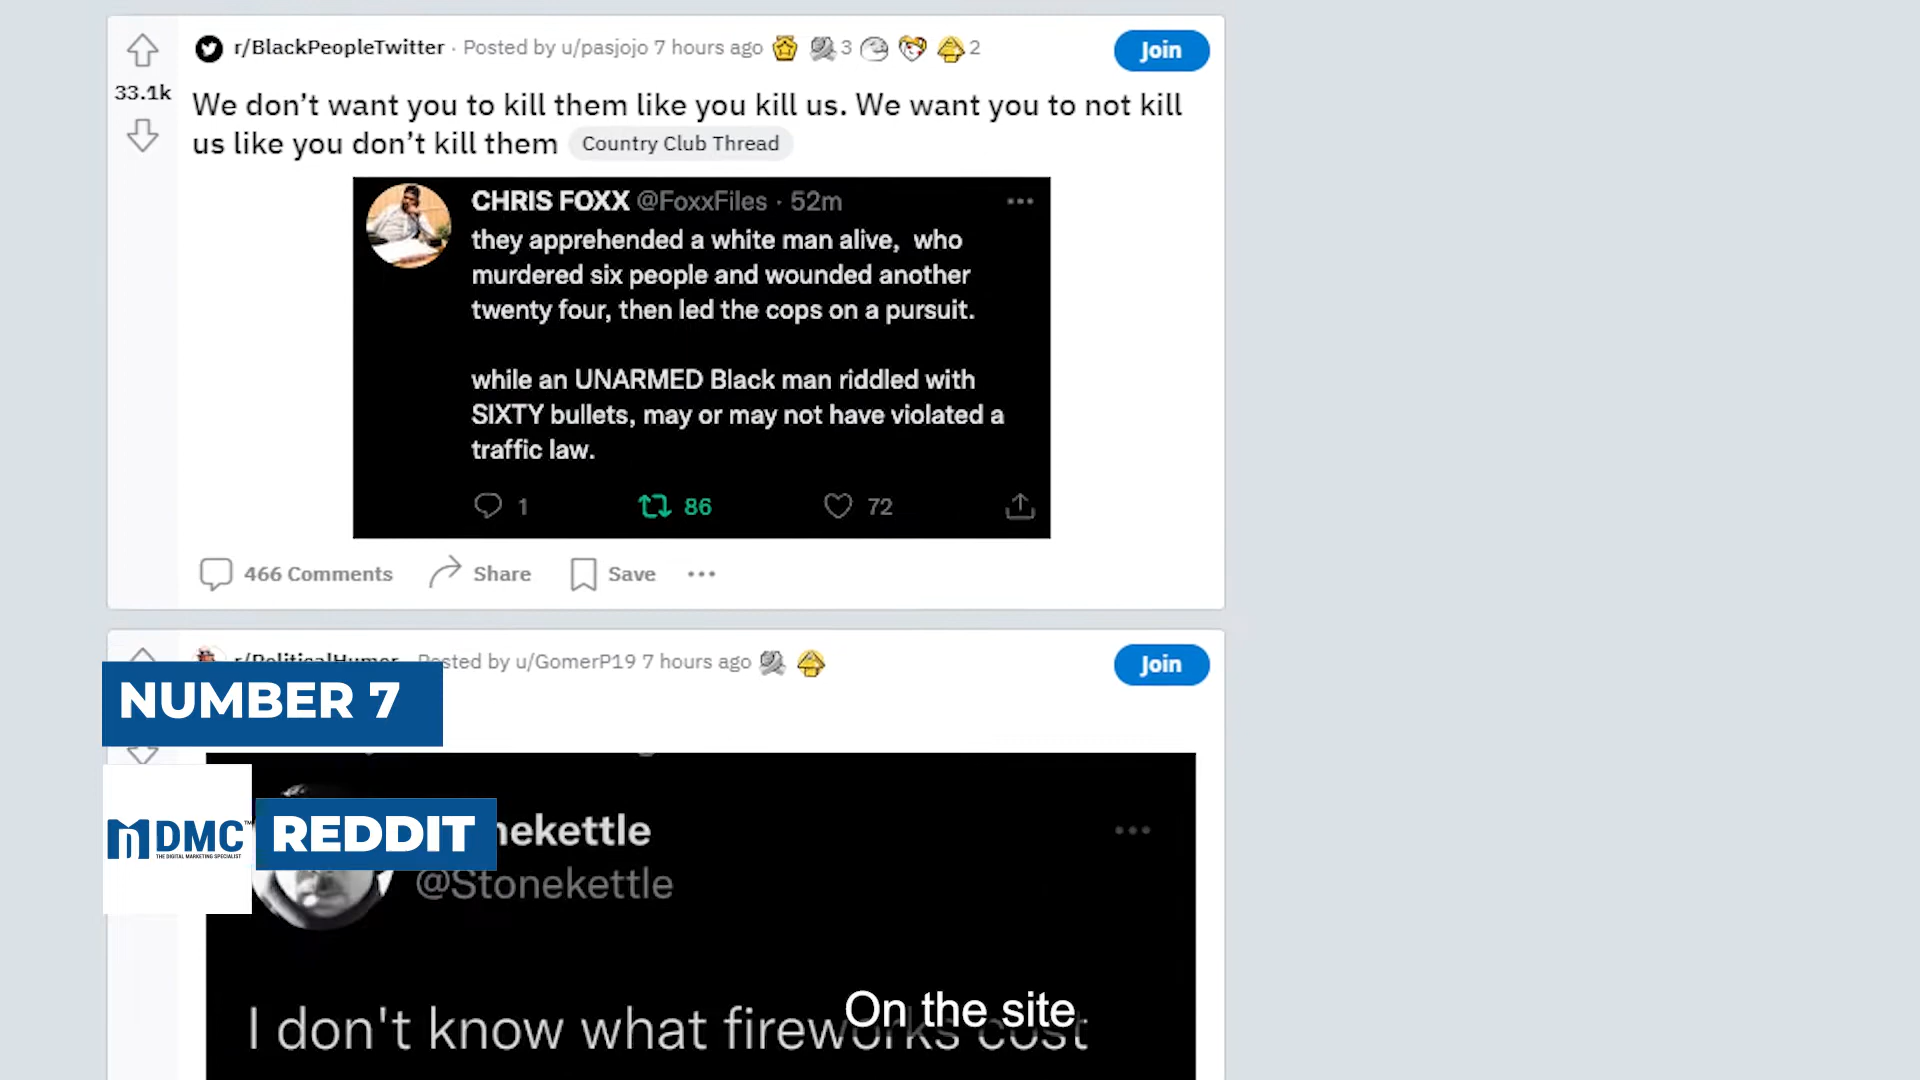 r/BlackPeopleTwitter · Posted by u/pasjojo 7 hours ago 3 2
Join
33.1k
We don't want you to kill them like you kill us. We want you to not kill
us like you don't kill them Country Club Thread
CHRIS FOXX @FoxxFiles · 52m
they apprehended a white man alive, who
murdered six people and wounded another
twenty four, then led the cops on a pursuit.
while an UNARMED Black man riddled with
SIXTY bullets, may or may not have violated a
traffic law.
1 86 72
466 Comments Share Save
r/PoliticalHumor Posted by u/GomerP19 7 hours ago
Join
NUMBER 7
DMC™
THE DIGITAL MARKETING SPECIALIST
REDDIT
nekettle
@Stonekettle
I don't know what fireworks cost
On the site